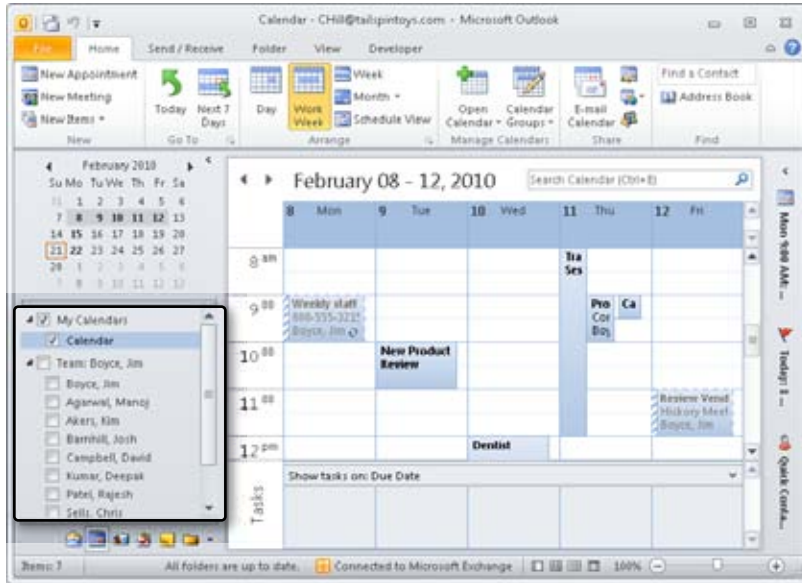 Calendar - CHill@tailspintoys.com - Microsoft Outlook
File Home Send / Receive Folder View Developer
New Appointment
New Meeting
New Items
New
Today
Next 7 Days
Go To
Day
Work Week
Week
Month
Schedule View
Arrange
Open Calendar
Calendar Groups
Manage Calendars
E-mail Calendar
Share
Find a Contact
Address Book
Find
February 2010
Su Mo Tu We Th Fr Sa
31 1 2 3 4 5 6
7 8 9 10 11 12 13
14 15 16 17 18 19 20
21 22 23 24 25 26 27
28 1 2 3 4 5 6
7 8 9 10 11 12 13
My Calendars
Calendar
Team: Boyce, Jim
Boyce, Jim
Agarwal, Manoj
Akers, Kim
Barnhill, Josh
Campbell, David
Kumar, Deepak
Patel, Rajesh
Sells, Chris
February 08 - 12, 2010
Search Calendar (Ctrl+E)
8 Mon 9 Tue 10 Wed 11 Thu 12 Fri
8 am
9 00
10 00
11 00
12 pm
Weekly staff
Boyce, Jim
New Product
Review
Dentist
Tra
Ses
Pro
Cor
Boy
Ca
Review Vend
Hickory Meet
Boyce, Jim
Tasks
Show tasks on: Due Date
Mon 9:00 AM: ...
Today: 8 ...
Quick Conta...
Items: 7
All folders are up to date.
Connected to Microsoft Exchange
100%